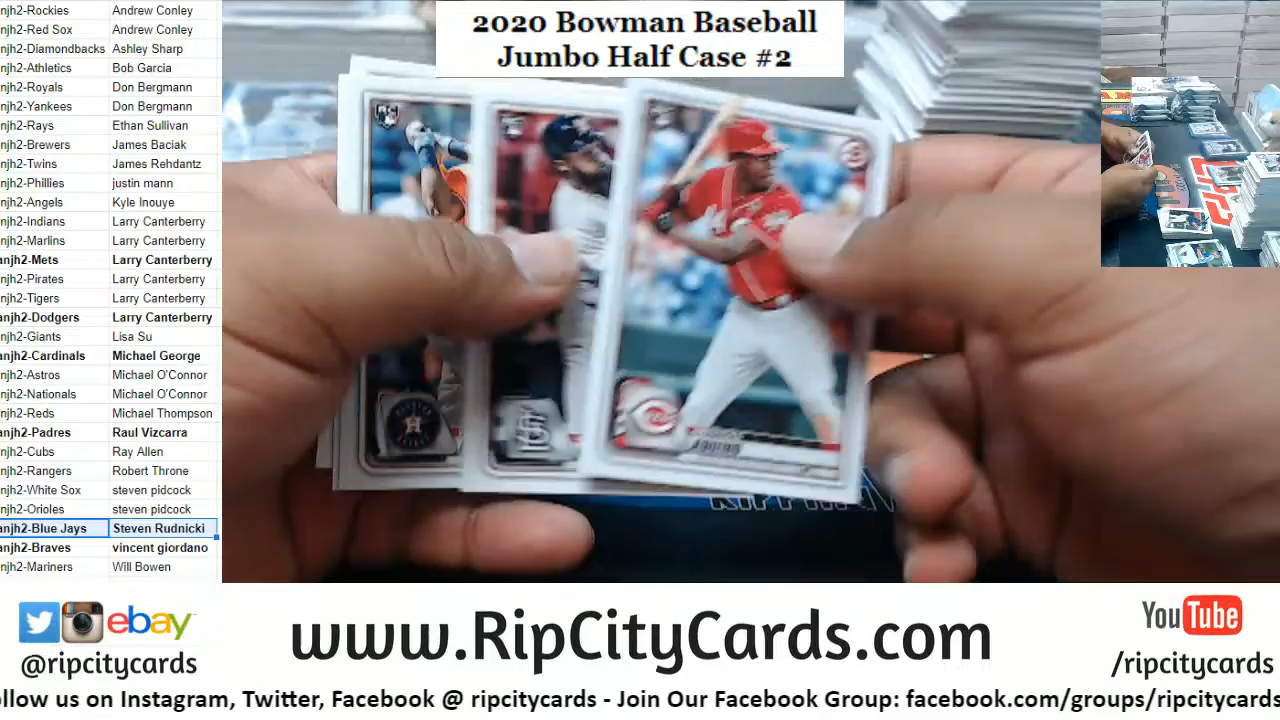 2020 Bowman Baseball
Jumbo Half Case #2
njh2-Rockies Andrew Conley
njh2-Red Sox Andrew Conley
njh2-Diamondbacks Ashley Sharp
njh2-Athletics Bob Garcia
njh2-Royals Don Bergmann
njh2-Yankees Don Bergmann
njh2-Rays Ethan Sullivan
njh2-Brewers James Baciak
njh2-Twins James Rehdantz
njh2-Phillies justin mann
njh2-Angels Kyle Inouye
njh2-Indians Larry Canterberry
njh2-Marlins Larry Canterberry
anjh2-Mets Larry Canterberry
njh2-Pirates Larry Canterberry
njh2-Tigers Larry Canterberry
anjh2-Dodgers Larry Canterberry
njh2-Giants Lisa Su
anjh2-Cardinals Michael George
njh2-Astros Michael O'Connor
njh2-Nationals Michael O'Connor
njh2-Reds Michael Thompson
anjh2-Padres Raul Vizcarra
njh2-Cubs Ray Allen
njh2-Rangers Robert Throne
njh2-White Sox steven pidcock
njh2-Orioles steven pidcock
anjh2-Blue Jays Steven Rudnicki
anjh2-Braves vincent giordano
njh2-Mariners Will Bowen
RC
H
ebay
@ripcitycards
www.RipCityCards.com
YouTube
/ripcitycards
ollow us on Instagram, Twitter, Facebook @ ripcitycards - Join Our Facebook Group: facebook.com/groups/ripcitycards